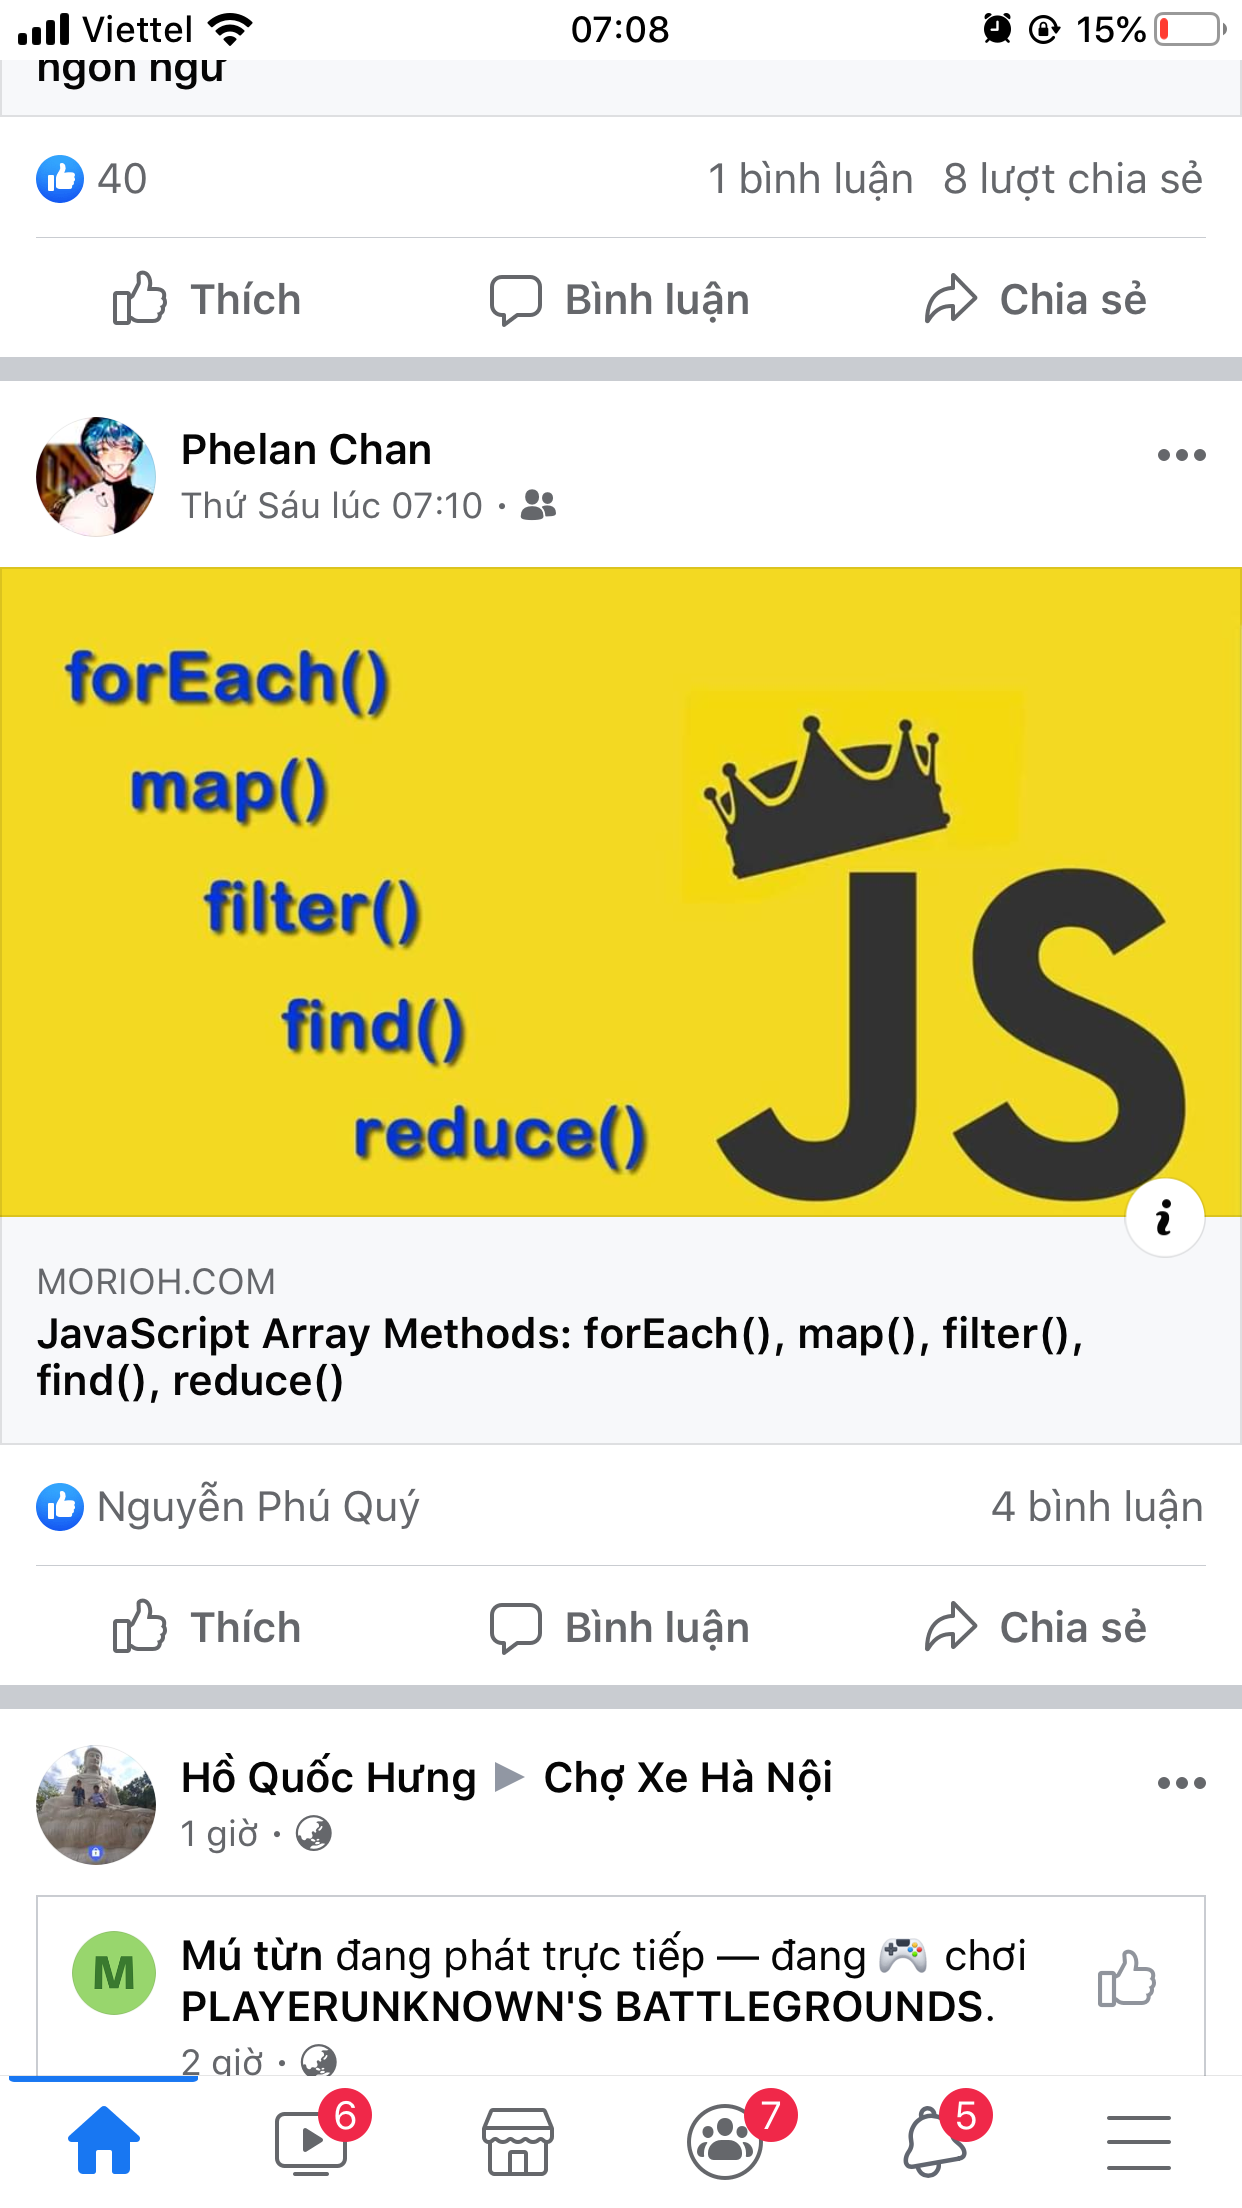 Viettel 07:08 15%
ngôn ngữ
40 1 bình luận 8 lượt chia sẻ
Thích Bình luận Chia sẻ
Phelan Chan
Thứ Sáu lúc 07:10 ·
forEach()
map()
filter()
find()
reduce()
JS
i
MORIOH.COM
JavaScript Array Methods: forEach(), map(), filter(),
find(), reduce()
Nguyễn Phú Quý 4 bình luận
Thích Bình luận Chia sẻ
Hồ Quốc Hưng ▶ Chợ Xe Hà Nội
1 giờ ·
M
Mú từn đang phát trực tiếp — đang 🎮 chơi
PLAYERUNKNOWN'S BATTLEGROUNDS.
2 giờ ·
6 7 5